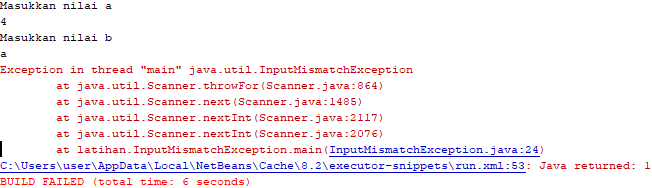 Masukkan nilai a
4
Masukkan nilai b
a
Exception in thread "main" java.util.InputMismatchException
at java.util.Scanner.throwFor(Scanner.java:864)
at java.util.Scanner.next(Scanner.java:1485)
at java.util.Scanner.nextInt(Scanner.java:2117)
at java.util.Scanner.nextInt(Scanner.java:2076)
at latihan.InputMismatchException.main(InputMismatchException.java:24)
C:\Users\user\AppData\Local\NetBeans\Cache\8.2\executor-snippets\run.xml:53: Java returned: 1
BUILD FAILED (total time: 6 seconds)